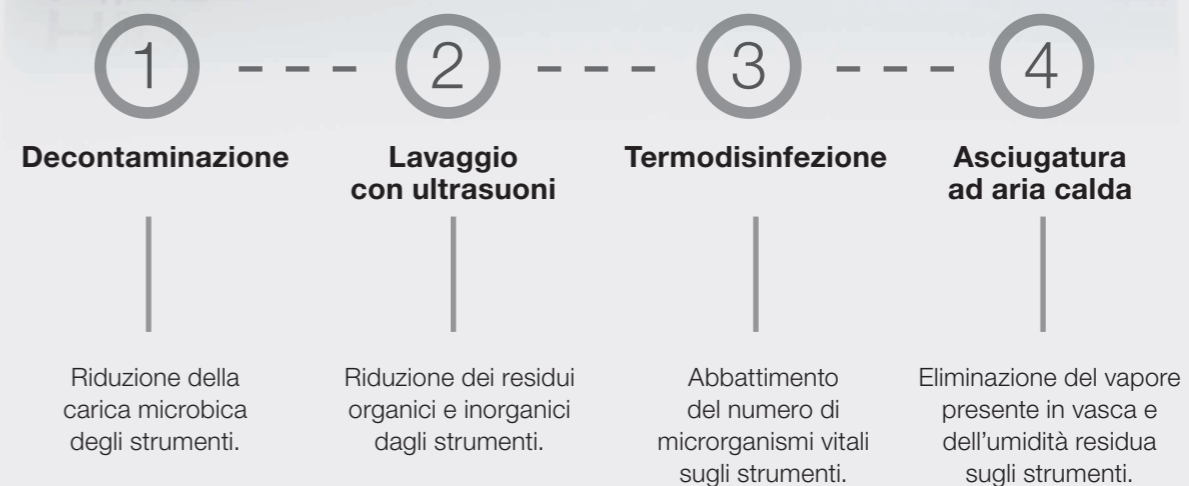 1
2
3
4
Decontaminazione
Lavaggio
con ultrasuoni
Termodisinfezione
Asciugatura
ad aria calda
Riduzione della
carica microbica
degli strumenti.
Riduzione dei residui
organici e inorganici
dagli strumenti.
Abbattimento
del numero di
microrganismi vitali
sugli strumenti.
Eliminazione del vapore
presente in vasca e
dell’umidità residua
sugli strumenti.